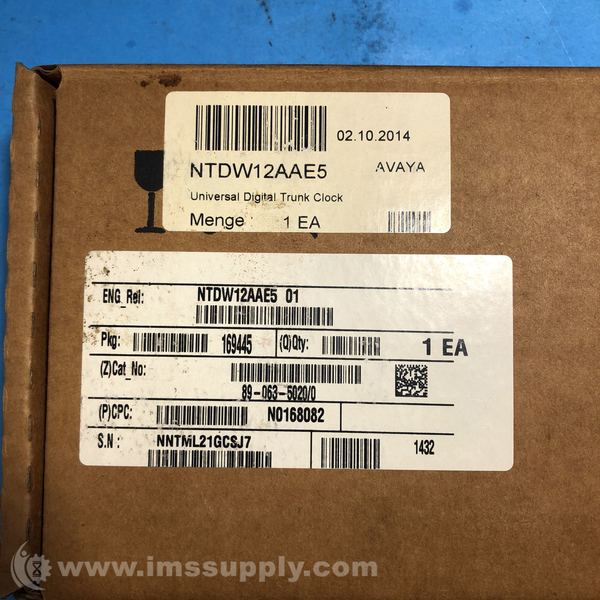 02.10.2014
NTDW12AAE5 AVAYA
Universal Digital Trunk Clock
Menge 1 EA
ENG_Rel: NTDW12AAE5 01
Pkg: 169445 (Q)Qty: 1 EA
(Z)Cat_No:
89-063-5020/0
(P)CPC: N0168082
S.N : NNTML21GCSJ7 1432
www.imssupply.com